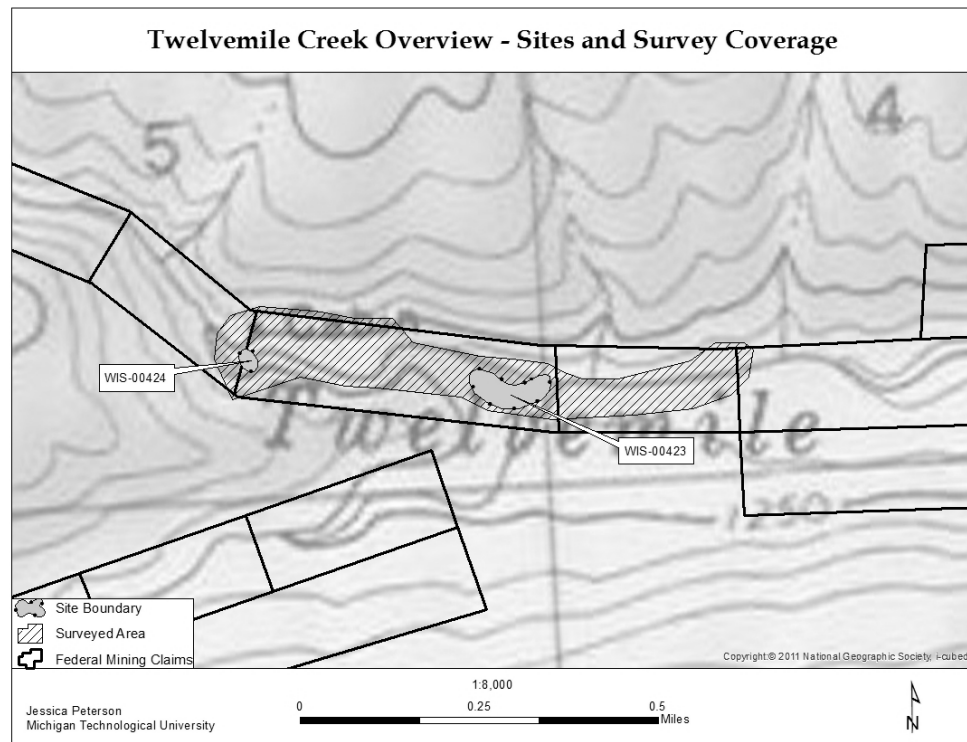 Twelvemile Creek Overview - Sites and Survey Coverage
5
4
WIS-00424
WIS-00423
Twelvemile
1250
Site Boundary
Surveyed Area
Federal Mining Claims
Copyright:© 2011 National Geographic Society, i-cubed
1:8,000
Jessica Peterson
Michigan Technological University
0
0.25
0.5
Miles
N